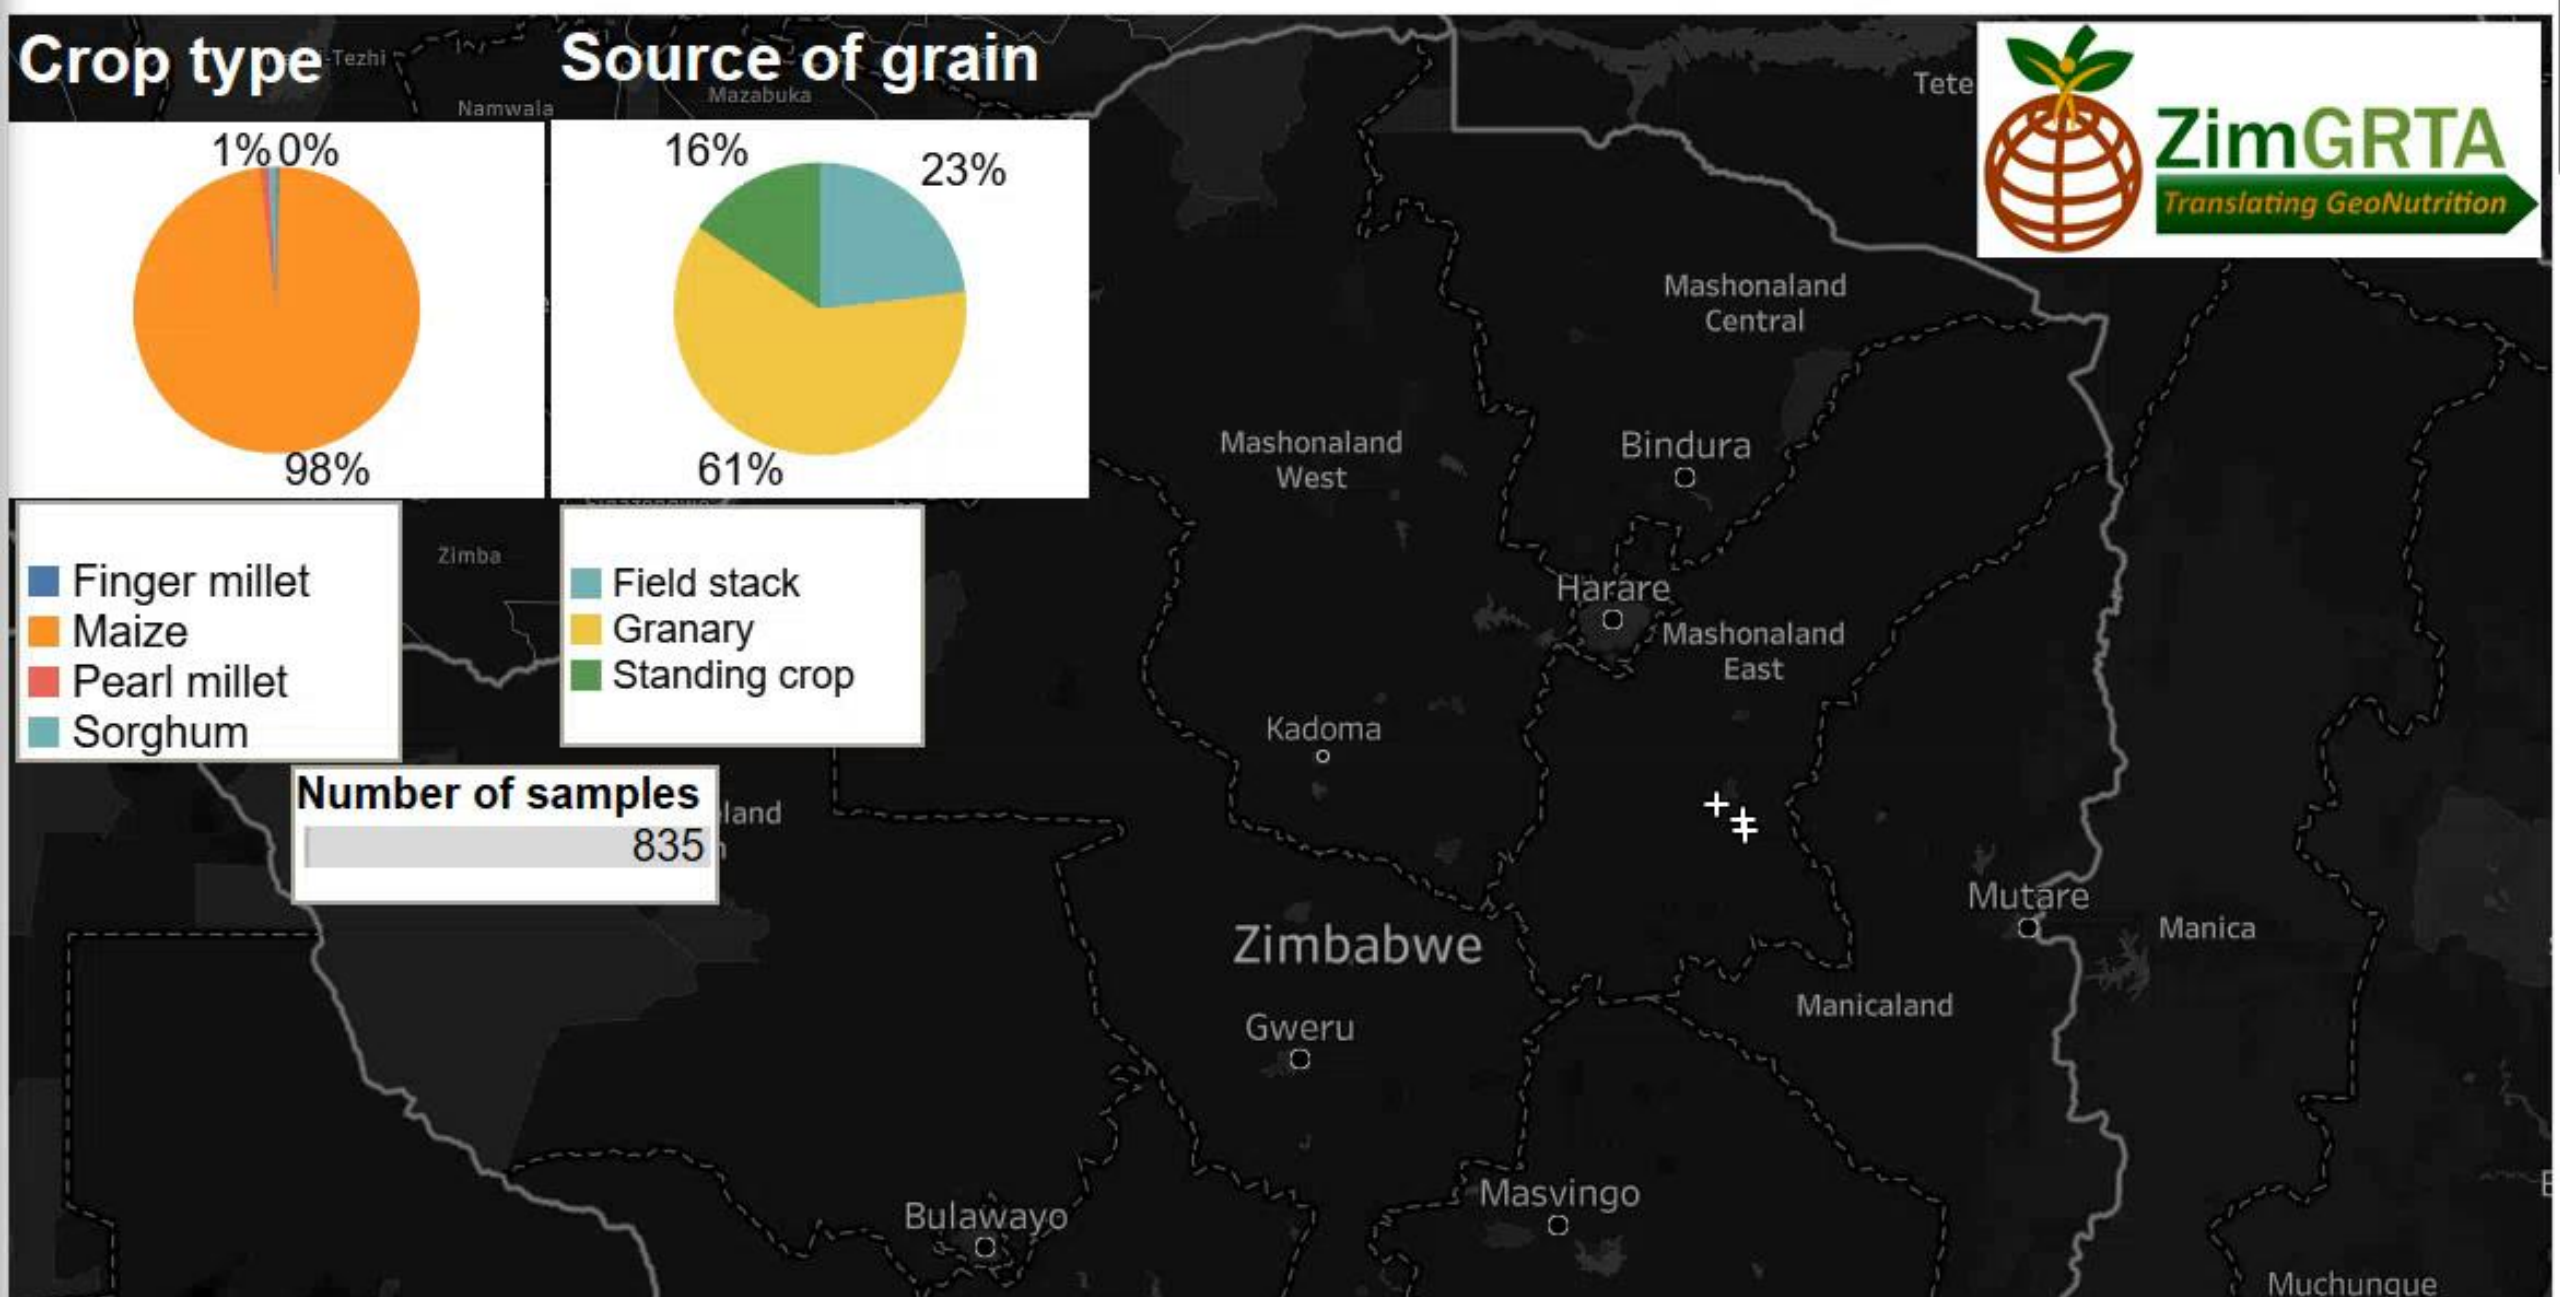 Crop type
Source of grain
-Tezhi
Namwala
Mazabuka
Tete
ZimGRTA
Translating GeoNutrition
1% 0%
98%
16%
23%
61%
Finger millet
Maize
Pearl millet
Sorghum
Field stack
Granary
Standing crop
Zimba
Number of samples
835
land
Mashonaland
Central
Mashonaland
West
Bindura
Harare
Mashonaland
East
Kadoma
Zimbabwe
Gweru
Mutare
Manica
Manicaland
Masvingo
Bulawayo
Muchungue